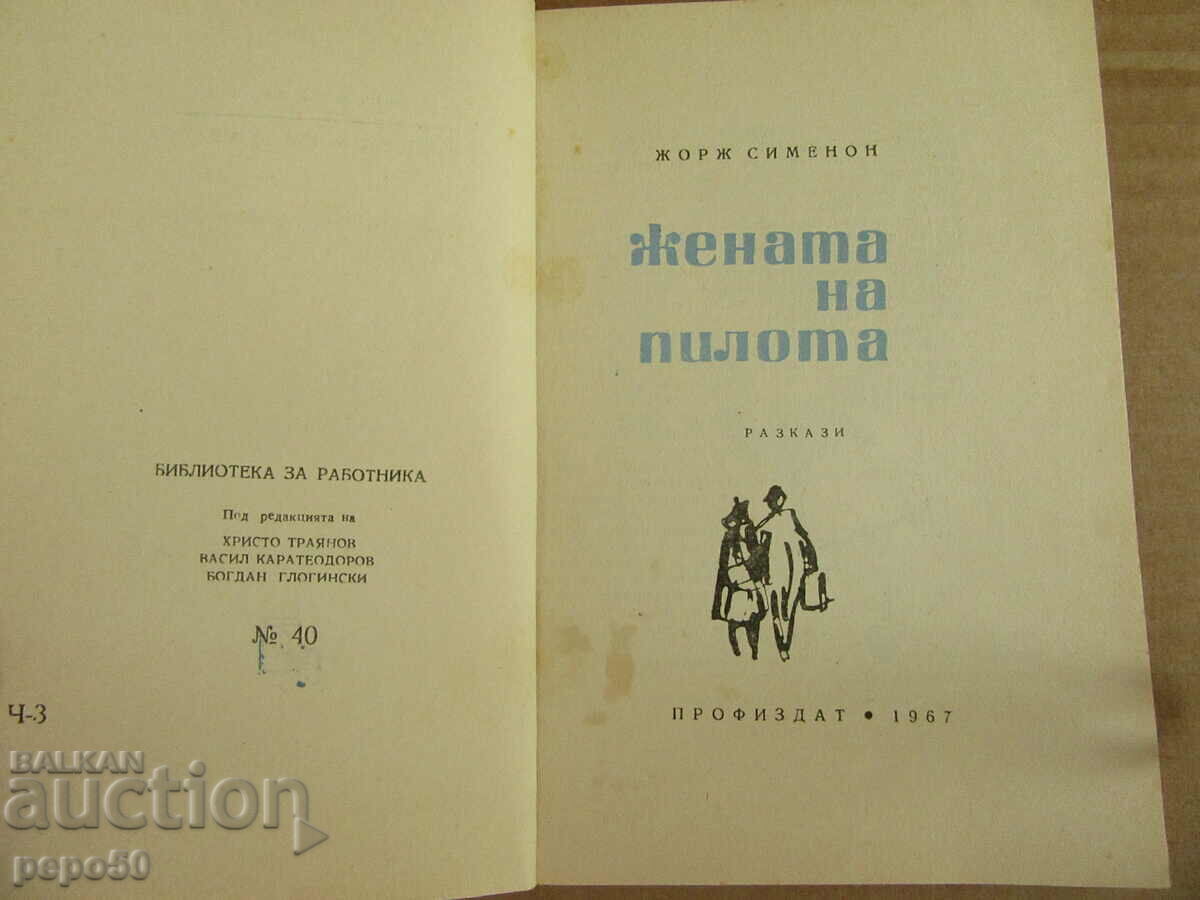 БИБЛИОТЕКА ЗА РАБОТНИКА
Под редакцията на
ХРИСТО ТРАЯНОВ
ВАСИЛ КАРАТЕОДОРОВ
БОГДАН ГЛОГИНСКИ
№ 40
Ч-3
ЖОРЖ СИМЕНОН
жената
на
пилота
РАЗКАЗИ
ПРОФИЗДАТ • 1967
BALKAN
auction
pepo50